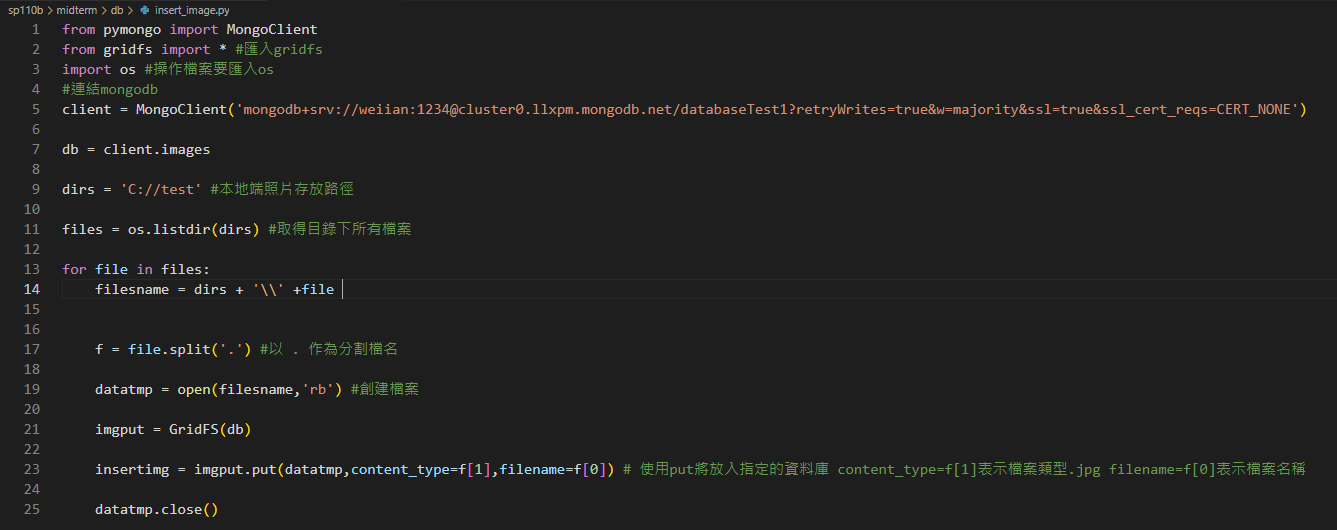 sp110b > midterm > db > insert_image.py
1 from pymongo import MongoClient
2 from gridfs import * #匯入gridfs
3 import os #操作檔案要匯入os
4 #連結mongodb
5 client = MongoClient('mongodb+srv://weiian:1234@cluster0.llxpm.mongodb.net/databaseTest1?retryWrites=true&w=majority&ssl=true&ssl_cert_reqs=CERT_NONE')
6
7 db = client.images
8
9 dirs = 'C://test' #本地端照片存放路徑
10
11 files = os.listdir(dirs) #取得目錄下所有檔案
12
13 for file in files:
14     filesname = dirs + '\\' +file
15
16
17     f = file.split('.') #以 . 作為分割檔名
18
19     datatmp = open(filesname,'rb') #創建檔案
20
21     imgput = GridFS(db)
22
23     insertimg = imgput.put(datatmp,content_type=f[1],filename=f[0]) # 使用put將放入指定的資料庫 content_type=f[1]表示檔案類型.jpg filename=f[0]表示檔案名稱
24
25     datatmp.close()